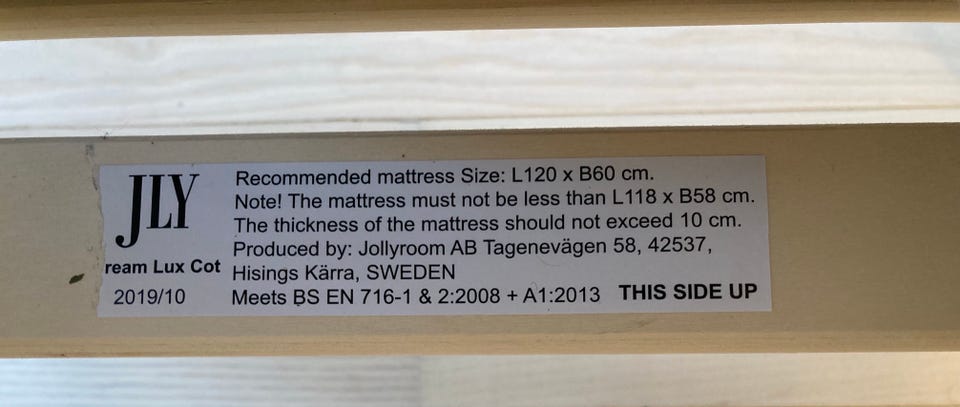 JLY
ream Lux Cot
2019/10
Recommended mattress Size: L120 x B60 cm.
Note! The mattress must not be less than L118 x B58 cm.
The thickness of the mattress should not exceed 10 cm.
Produced by: Jollyroom AB Tagenevägen 58, 42537,
Hisings Kärra, SWEDEN
Meets BS EN 716-1 & 2:2008 + A1:2013 THIS SIDE UP